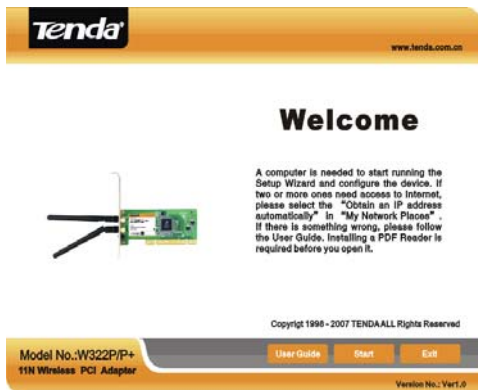 Tenda
www.tenda.com.cn
Welcome
A computer is needed to start running the
Setup Wizard and configure the device. If
two or more ones need access to Internet,
please select the “Obtain an IP address
automatically” in “My Network Places” .
If there is something wrong, please follow
the User Guide. Installing a PDF Reader is
required before you open it.
Copyrigt 1998 - 2007 TENDAALL Rights Reserved
Model No.:W322P/P+
11N Wireless PCI Adapter
User Guide
Start
Exit
Version No.: Ver1.0